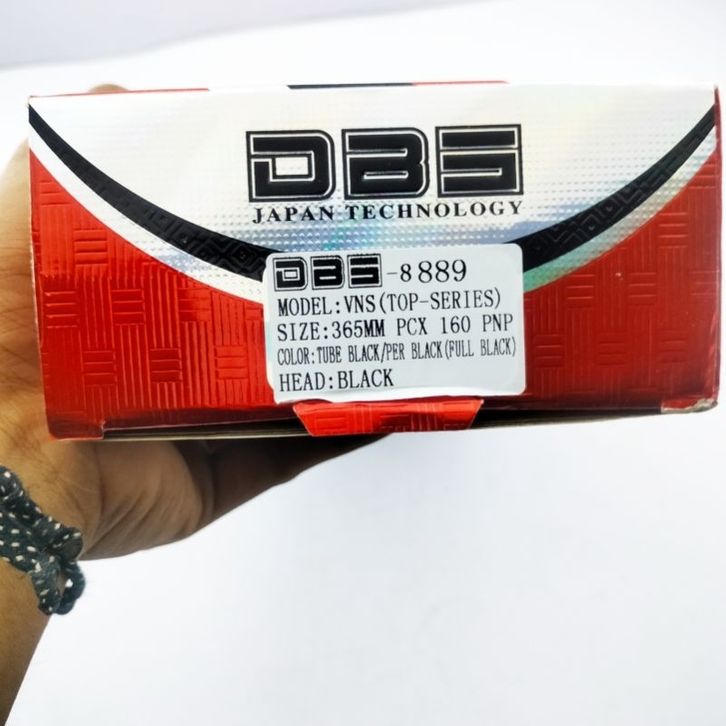 DBS
JAPAN TECHNOLOGY
DBS-8889
MODEL:VNS(TOP-SERIES)
SIZE:365MM PCX 160 PNP
COLOR:TUBE BLACK/PER BLACK(FULL BLACK)
HEAD:BLACK